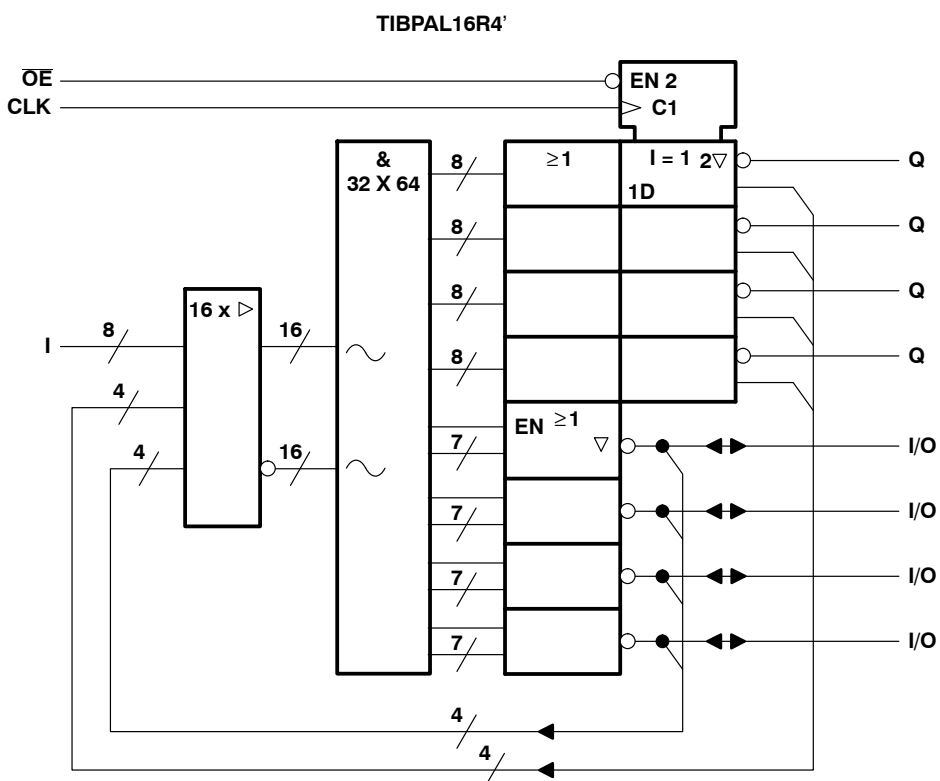 TIBPAL16R4’
OE
CLK
EN 2
C1
&
32 X 64
8
≥1
I = 1 2▽
1D
Q
8
Q
8
Q
8
Q
16 x ▷
I
8
16
4
4
16
EN ≥1
▽
7
I/O
7
I/O
7
I/O
7
I/O
4
4